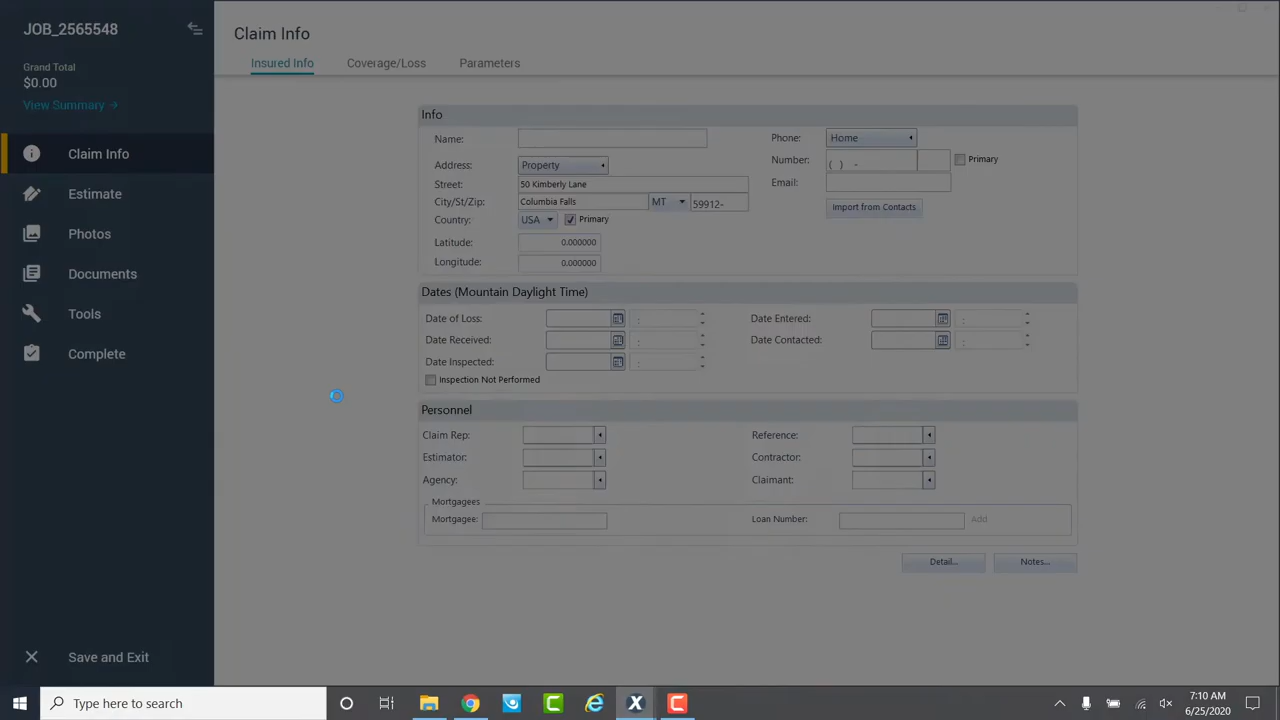 JOB_2565548
Grand Total
$0.00
View Summary →
Claim Info
Estimate
Photos
Documents
Tools
Complete
Save and Exit
Claim Info
Insured Info Coverage/Loss Parameters
Info
Name:
Address: Property
Street: 50 Kimberly Lane
City/St/Zip: Columbia Falls MT 59912-
Country: USA Primary
Latitude: 0.000000
Longitude: 0.000000
Phone: Home
Number: ( ) - Primary
Email:
Import from Contacts
Dates (Mountain Daylight Time)
Date of Loss: : Date Entered: :
Date Received: : Date Contacted: :
Date Inspected: :
Inspection Not Performed
Personnel
Claim Rep: Reference:
Estimator: Contractor:
Agency: Claimant:
Mortgagees
Mortgagee: Loan Number: Add
Detail... Notes...
Type here to search
7:10 AM
6/25/2020